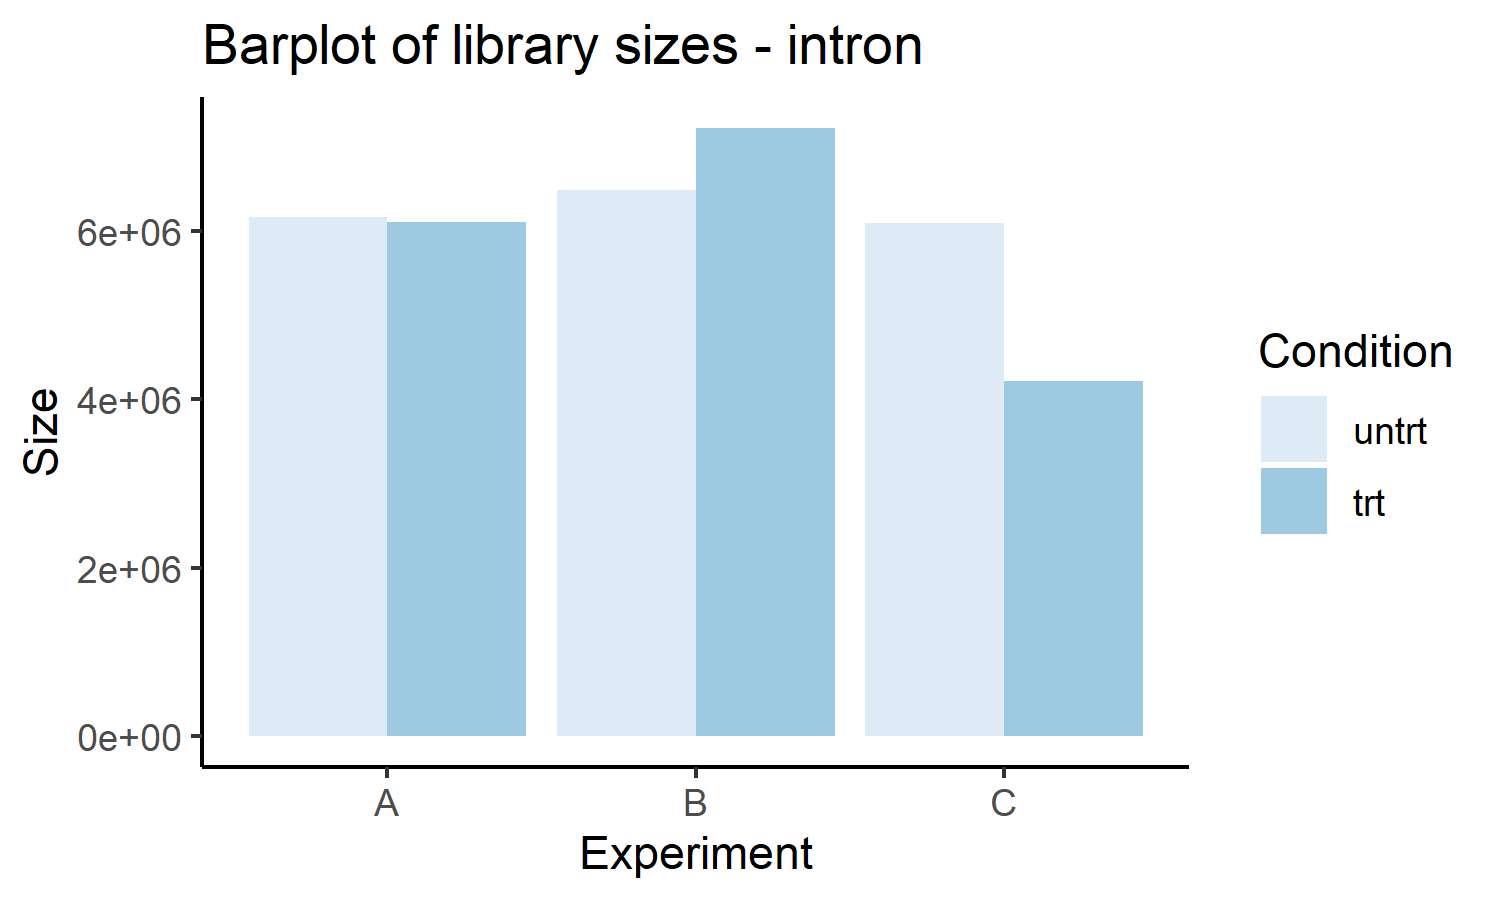 Barplot of library sizes - intron
Size
6e+06
4e+06
2e+06
0e+00
A
B
C
Experiment
Condition
untrt
trt